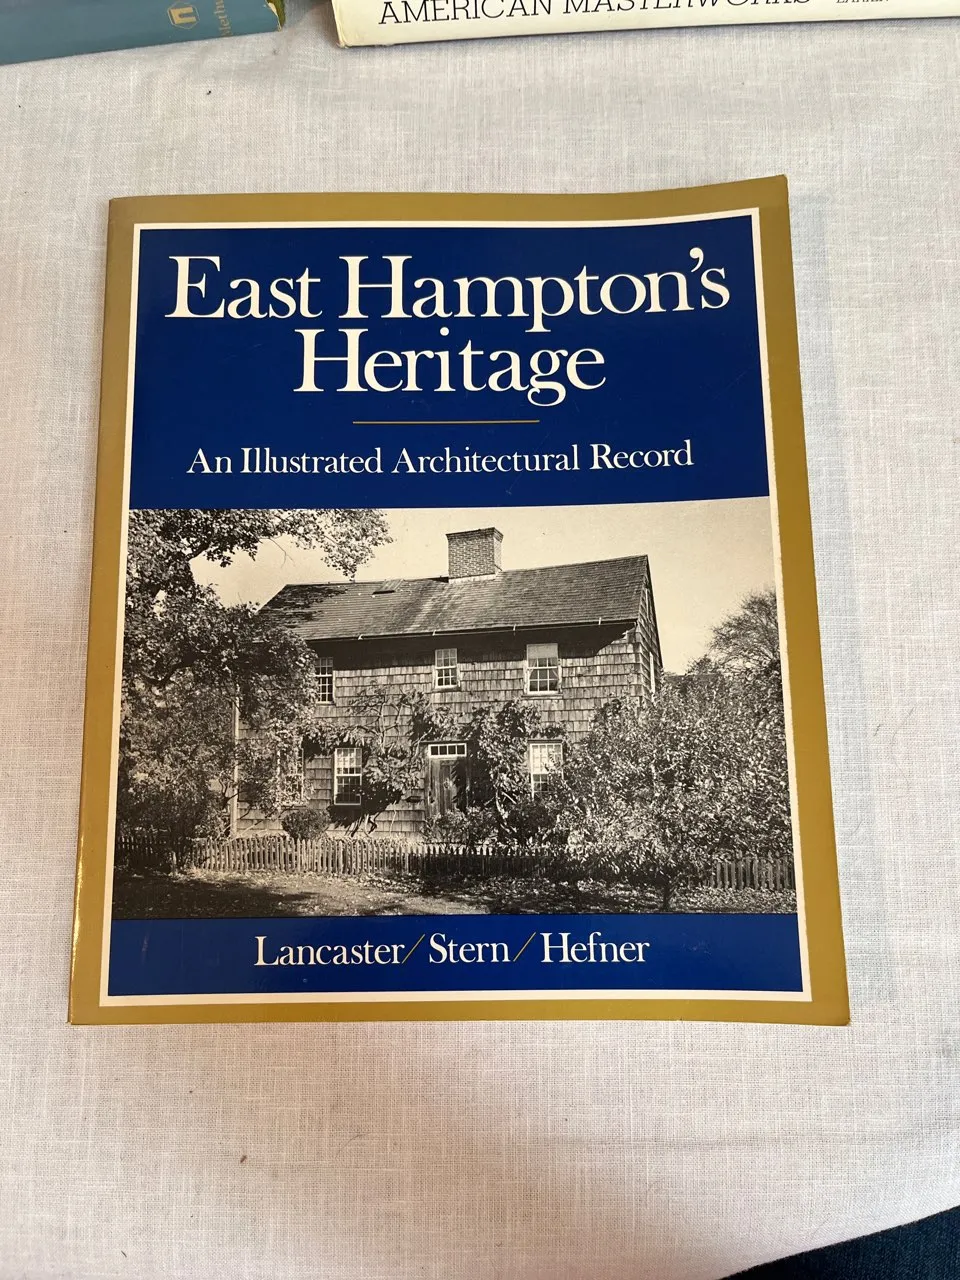 AMERICAN MASTERWORKS
East Hampton's
Heritage
An Illustrated Architectural Record
Lancaster/Stern/Hefner